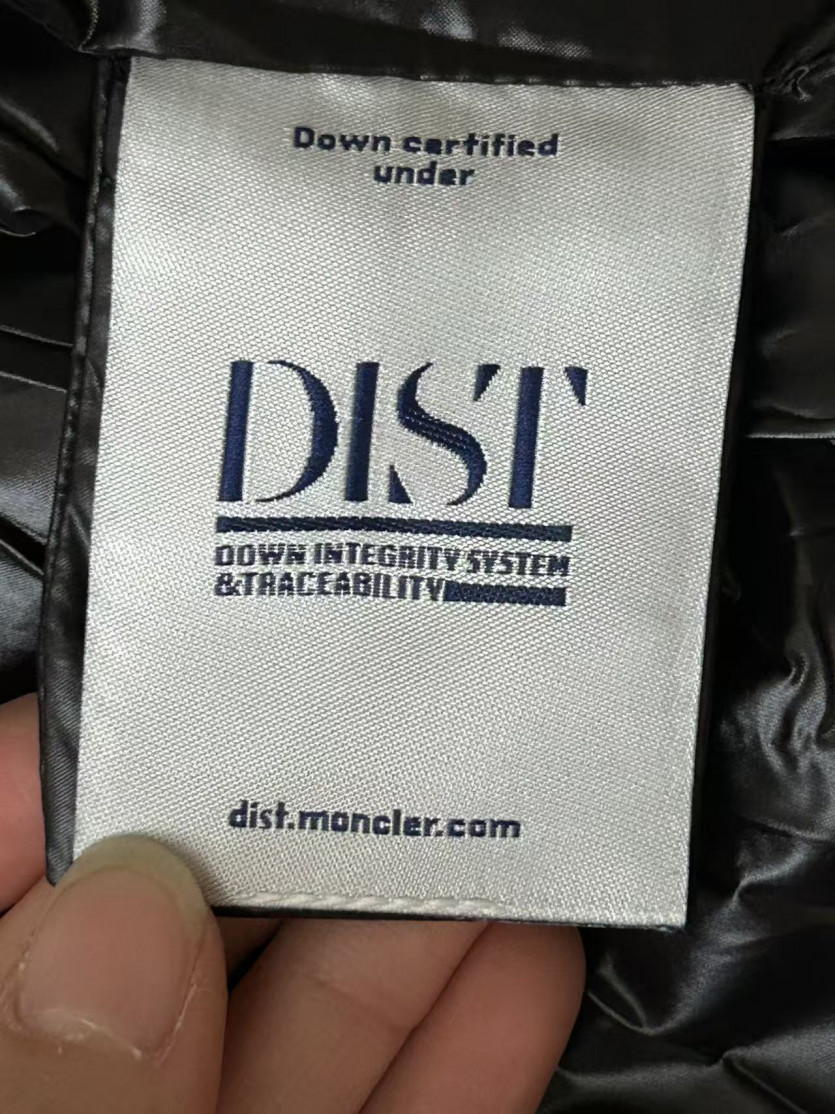 Down certified
under
DIST
DOWN INTEGRITY SYSTEM
&TRACEABILITY
dist.moncler.com